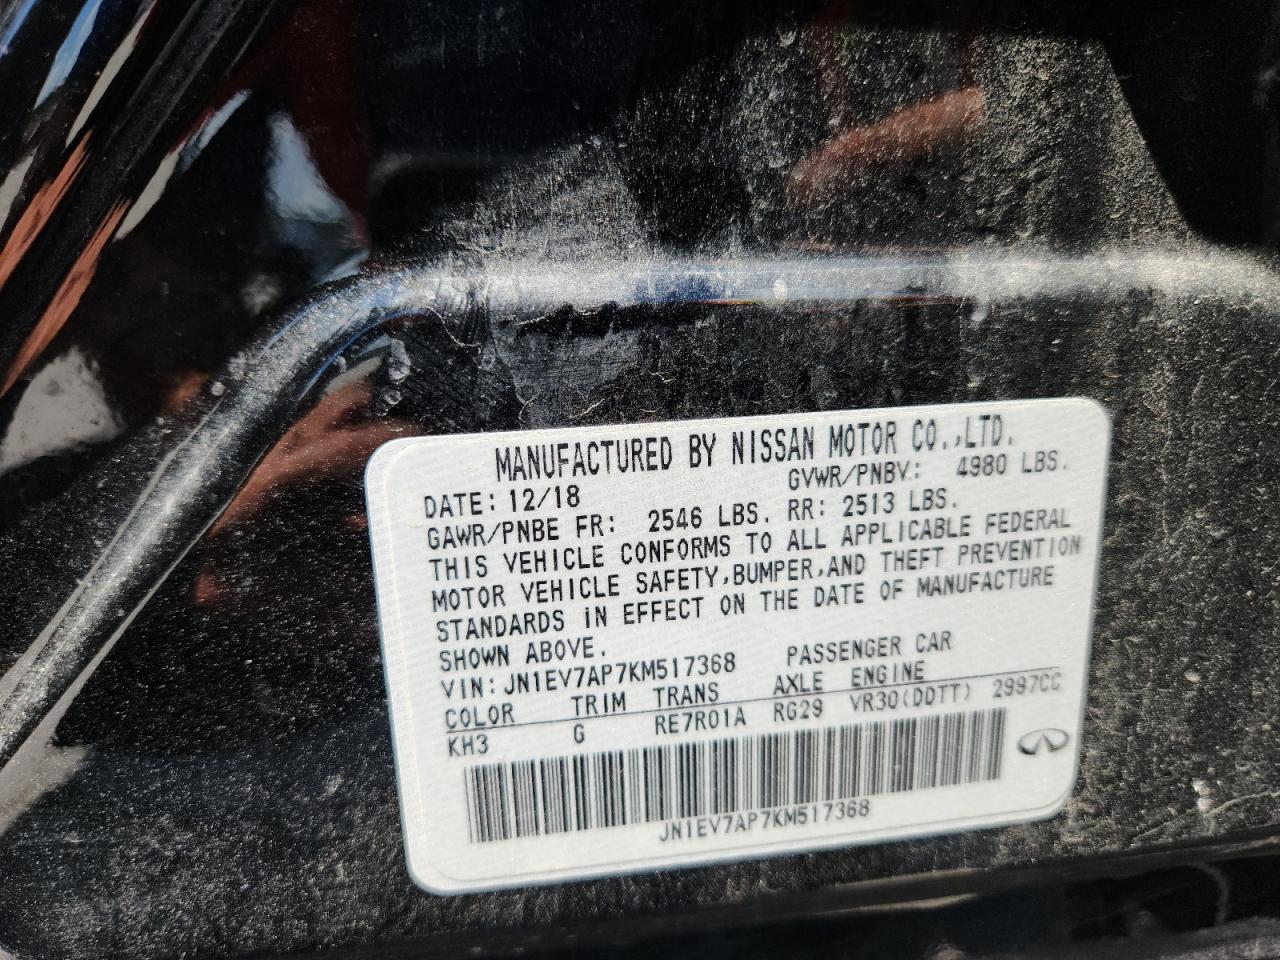 MANUFACTURED BY NISSAN MOTOR CO.,LTD.
DATE: 12/18 GVWR/PNBV: 4980 LBS.
GAWR/PNBE FR: 2546 LBS. RR: 2513 LBS.
THIS VEHICLE CONFORMS TO ALL APPLICABLE FEDERAL
MOTOR VEHICLE SAFETY,BUMPER,AND THEFT PREVENTION
STANDARDS IN EFFECT ON THE DATE OF MANUFACTURE
SHOWN ABOVE.
VIN: JN1EV7AP7KM517368 PASSENGER CAR
COLOR TRIM TRANS AXLE ENGINE
KH3 G RE7R01A RG29 VR30(DDTT) 2997CC
JN1EV7AP7KM517368